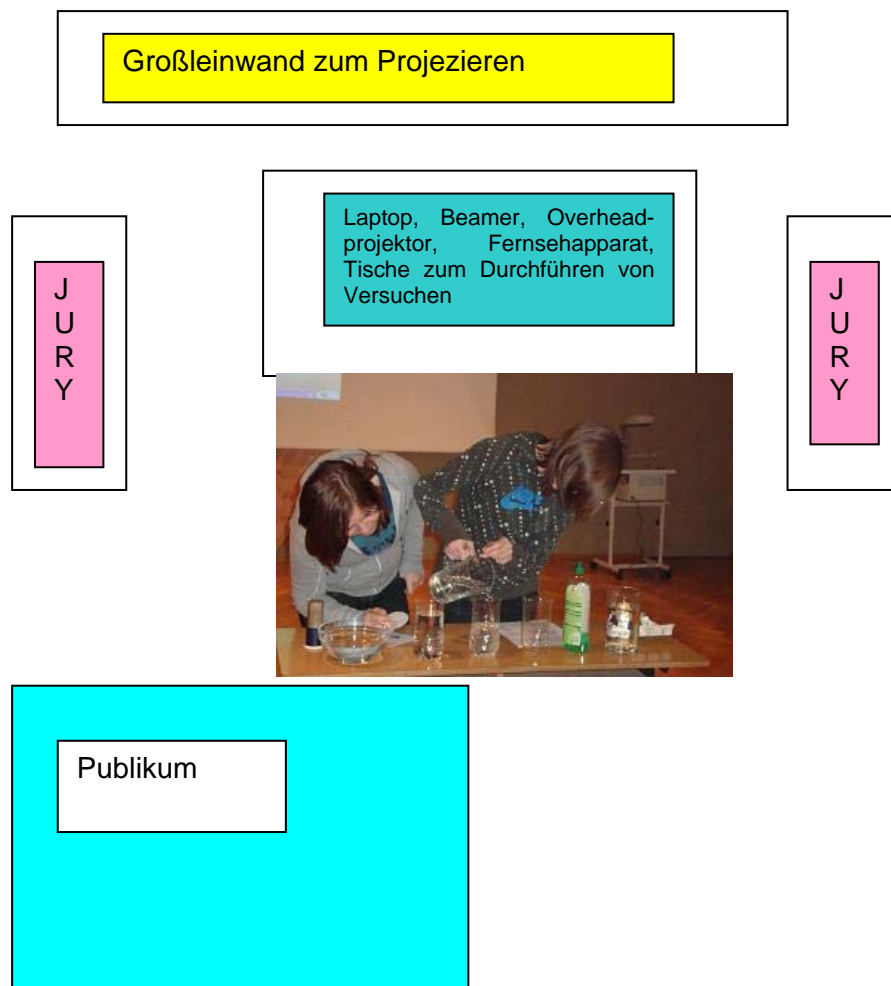 Großleinwand zum Projezieren
Laptop, Beamer, Overhead-
projektor, Fernsehapparat,
Tische zum Durchführen von
Versuchen
J
U
R
Y
J
U
R
Y
Publikum